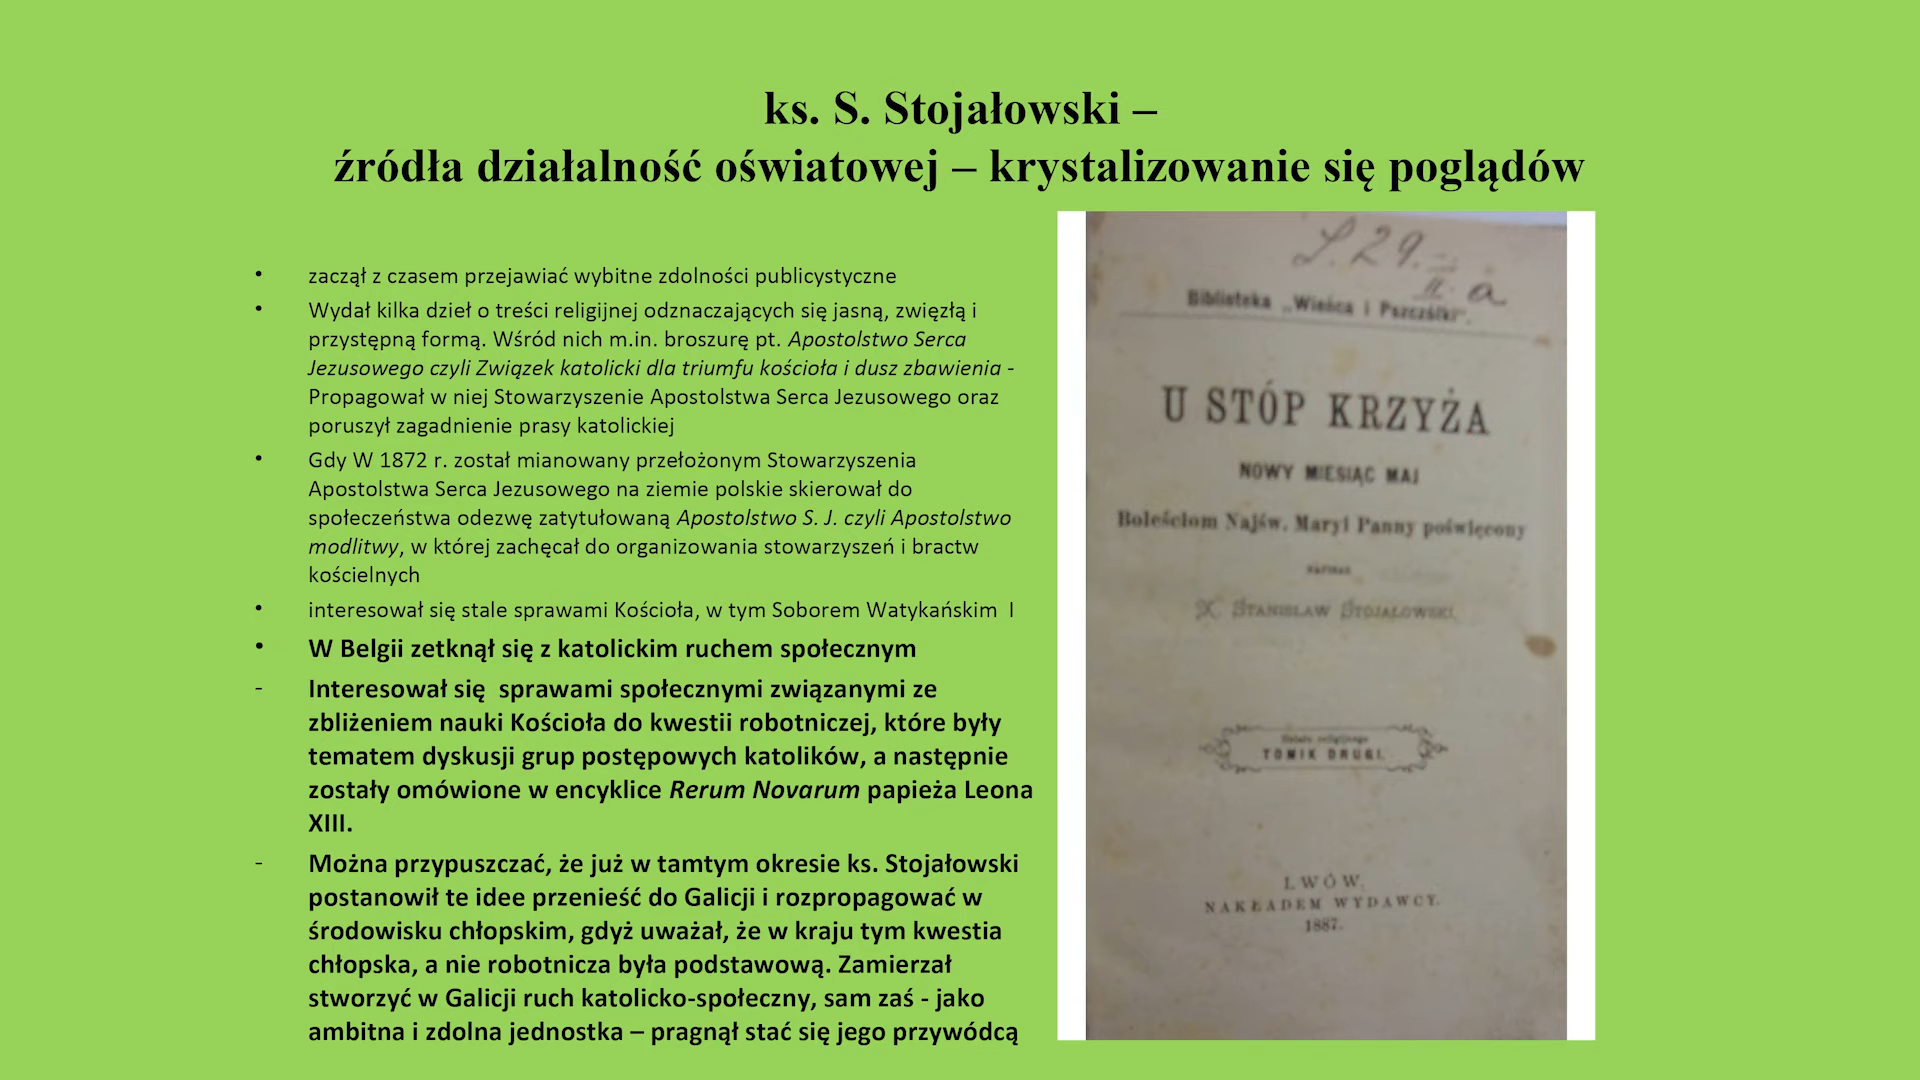 ks. S. Stojałowski –
źródła działalność oświatowej – krystalizowanie się poglądów
• zaczął z czasem przejawiać wybitne zdolności publicystyczne
• Wydał kilka dzieł o treści religijnej odznaczających się jasną, zwięzłą i
przystępną formą. Wśród nich m.in. broszurę pt. Apostolstwo Serca
Jezusowego czyli Związek katolicki dla triumfu kościoła i dusz zbawienia -
Propagował w niej Stowarzyszenie Apostolstwa Serca Jezusowego oraz
poruszył zagadnienie prasy katolickiej
• Gdy W 1872 r. został mianowany przełożonym Stowarzyszenia
Apostolstwa Serca Jezusowego na ziemie polskie skierował do
społeczeństwa odezwę zatytułowaną Apostolstwo S. J. czyli Apostolstwo
modlitwy, w której zachęcał do organizowania stowarzyszeń i bractw
kościelnych
• interesował się stale sprawami Kościoła, w tym Soborem Watykańskim I
• W Belgii zetknął się z katolickim ruchem społecznym
- Interesował się sprawami społecznymi związanymi ze
zbliżeniem nauki Kościoła do kwestii robotniczej, które były
tematem dyskusji grup postępowych katolików, a następnie
zostały omówione w encyklice Rerum Novarum papieża Leona
XIII.
- Można przypuszczać, że już w tamtym okresie ks. Stojałowski
postanowił te idee przenieść do Galicji i rozpropagować w
środowisku chłopskim, gdyż uważał, że w kraju tym kwestia
chłopska, a nie robotnicza była podstawową. Zamierzał
stworzyć w Galicji ruch katolicko-społeczny, sam zaś - jako
ambitna i zdolna jednostka – pragnął stać się jego przywódcą
Biblioteka „Wieńca i Pszczółki".
U STÓP KRZYŻA
NOWY MIESIĄC MAJ
Boleściom Najśw. Maryi Panny poświęcony
NAPISAŁ
X. STANISŁAW STOJAŁOWSKI.
TOMIK DRUGI.
LWÓW.
NAKŁADEM WYDAWCY.
1887.